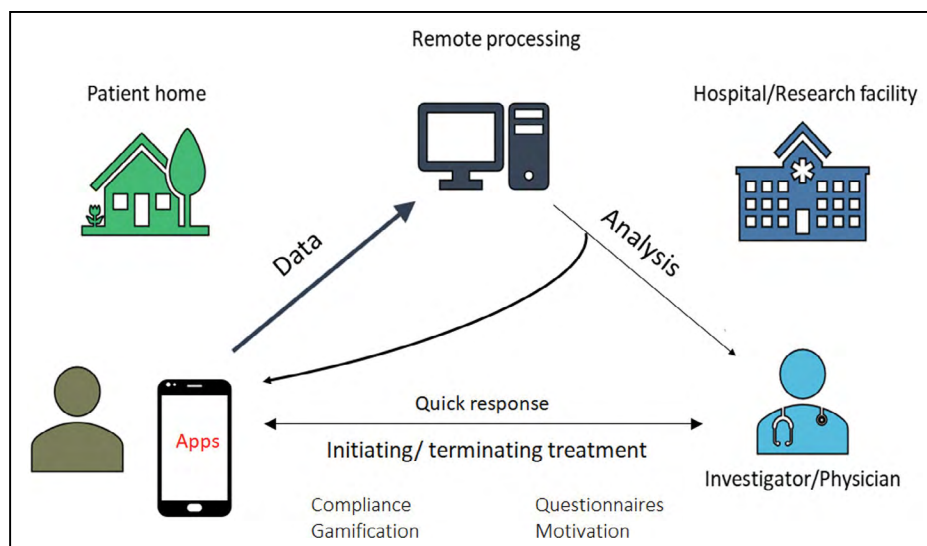 Remote processing
Patient home
Hospital/Research facility
Data
Analysis
Apps
Quick response
Initiating/ terminating treatment
Investigator/Physician
Compliance
Questionnaires
Gamification
Motivation